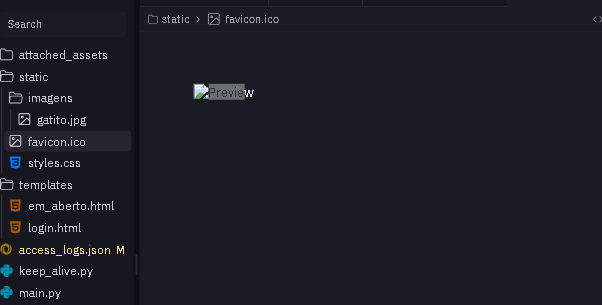 Search
static > favicon.ico
attached_assets
static
imagens
gatito.jpg
favicon.ico
styles.css
templates
em_aberto.html
login.html
access_logs.json M
keep_alive.py
main.py
Preview